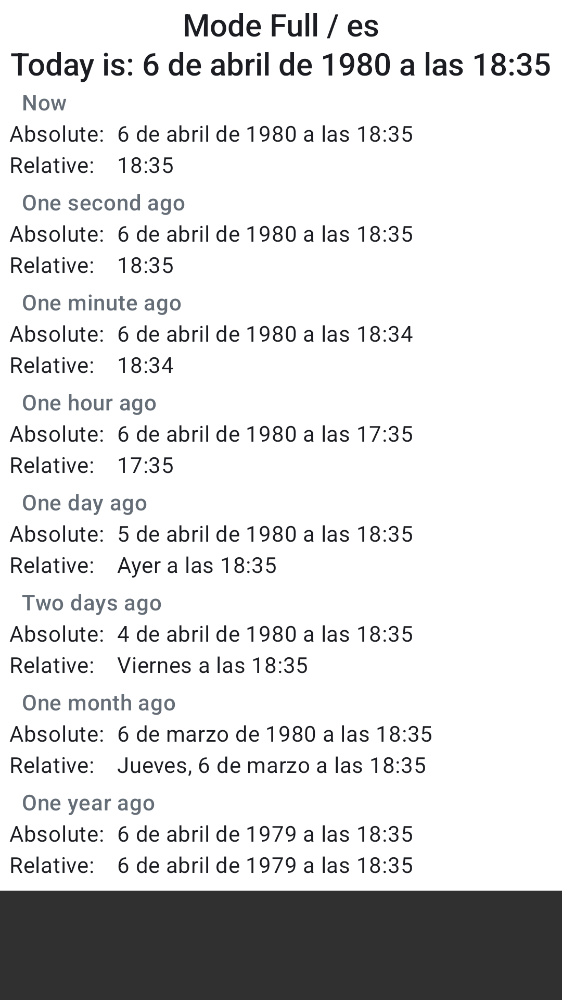 Mode Full / es
Today is: 6 de abril de 1980 a las 18:35
Now
Absolute: 6 de abril de 1980 a las 18:35
Relative: 18:35
One second ago
Absolute: 6 de abril de 1980 a las 18:35
Relative: 18:35
One minute ago
Absolute: 6 de abril de 1980 a las 18:34
Relative: 18:34
One hour ago
Absolute: 6 de abril de 1980 a las 17:35
Relative: 17:35
One day ago
Absolute: 5 de abril de 1980 a las 18:35
Relative: Ayer a las 18:35
Two days ago
Absolute: 4 de abril de 1980 a las 18:35
Relative: Viernes a las 18:35
One month ago
Absolute: 6 de marzo de 1980 a las 18:35
Relative: Jueves, 6 de marzo a las 18:35
One year ago
Absolute: 6 de abril de 1979 a las 18:35
Relative: 6 de abril de 1979 a las 18:35